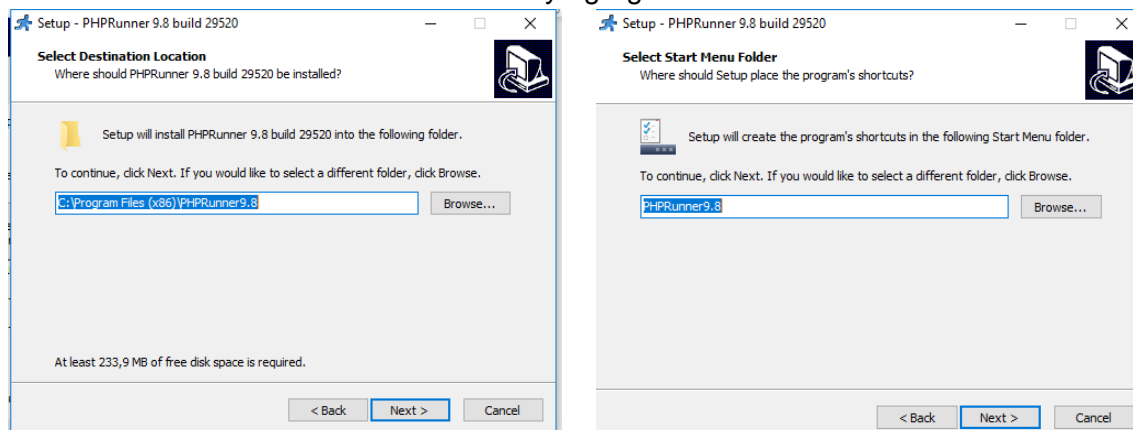 Setup - PHPRunner 9.8 build 29520
Select Destination Location
Where should PHPRunner 9.8 build 29520 be installed?
Setup will install PHPRunner 9.8 build 29520 into the following folder.
To continue, click Next. If you would like to select a different folder, click Browse.
C:\Program Files (x86)\PHPRunner9.8
Browse...
At least 233,9 MB of free disk space is required.
< Back
Next >
Cancel
Setup - PHPRunner 9.8 build 29520
Select Start Menu Folder
Where should Setup place the program's shortcuts?
Setup will create the program's shortcuts in the following Start Menu folder.
To continue, click Next. If you would like to select a different folder, click Browse.
PHPRunner9.8
Browse...
< Back
Next >
Cancel